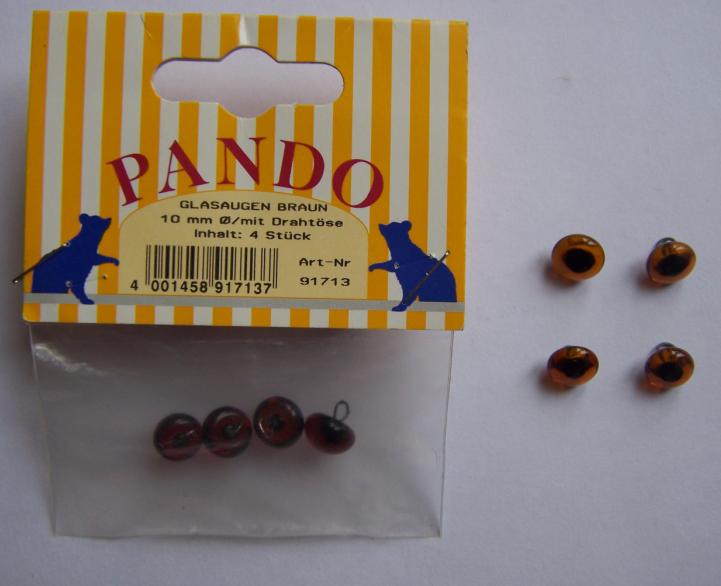 PANDO
GLASAUGEN BRAUN
10 mm Ø/mit Drahtöse
Inhalt: 4 Stück
Art-Nr
91713
4 001458 917137